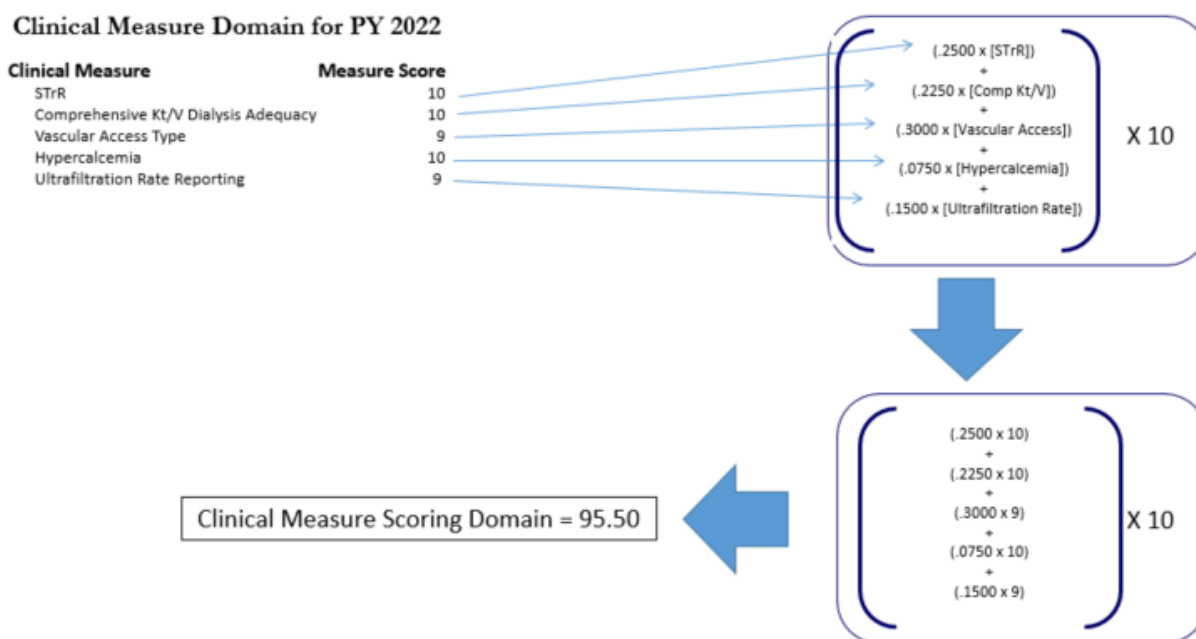 Clinical Measure Domain for PY 2022
Clinical Measure Measure Score
STrR 10
Comprehensive Kt/V Dialysis Adequacy 10
Vascular Access Type 9
Hypercalcemia 10
Ultrafiltration Rate Reporting 9
(.2500 x [STrR])
+
(.2250 x [Comp Kt/V])
+
(.3000 x [Vascular Access])
+
(.0750 x [Hypercalcemia])
+
(.1500 x [Ultrafiltration Rate])
X 10
(.2500 x 10)
+
(.2250 x 10)
+
(.3000 x 9)
+
(.0750 x 10)
+
(.1500 x 9)
X 10
Clinical Measure Scoring Domain = 95.50